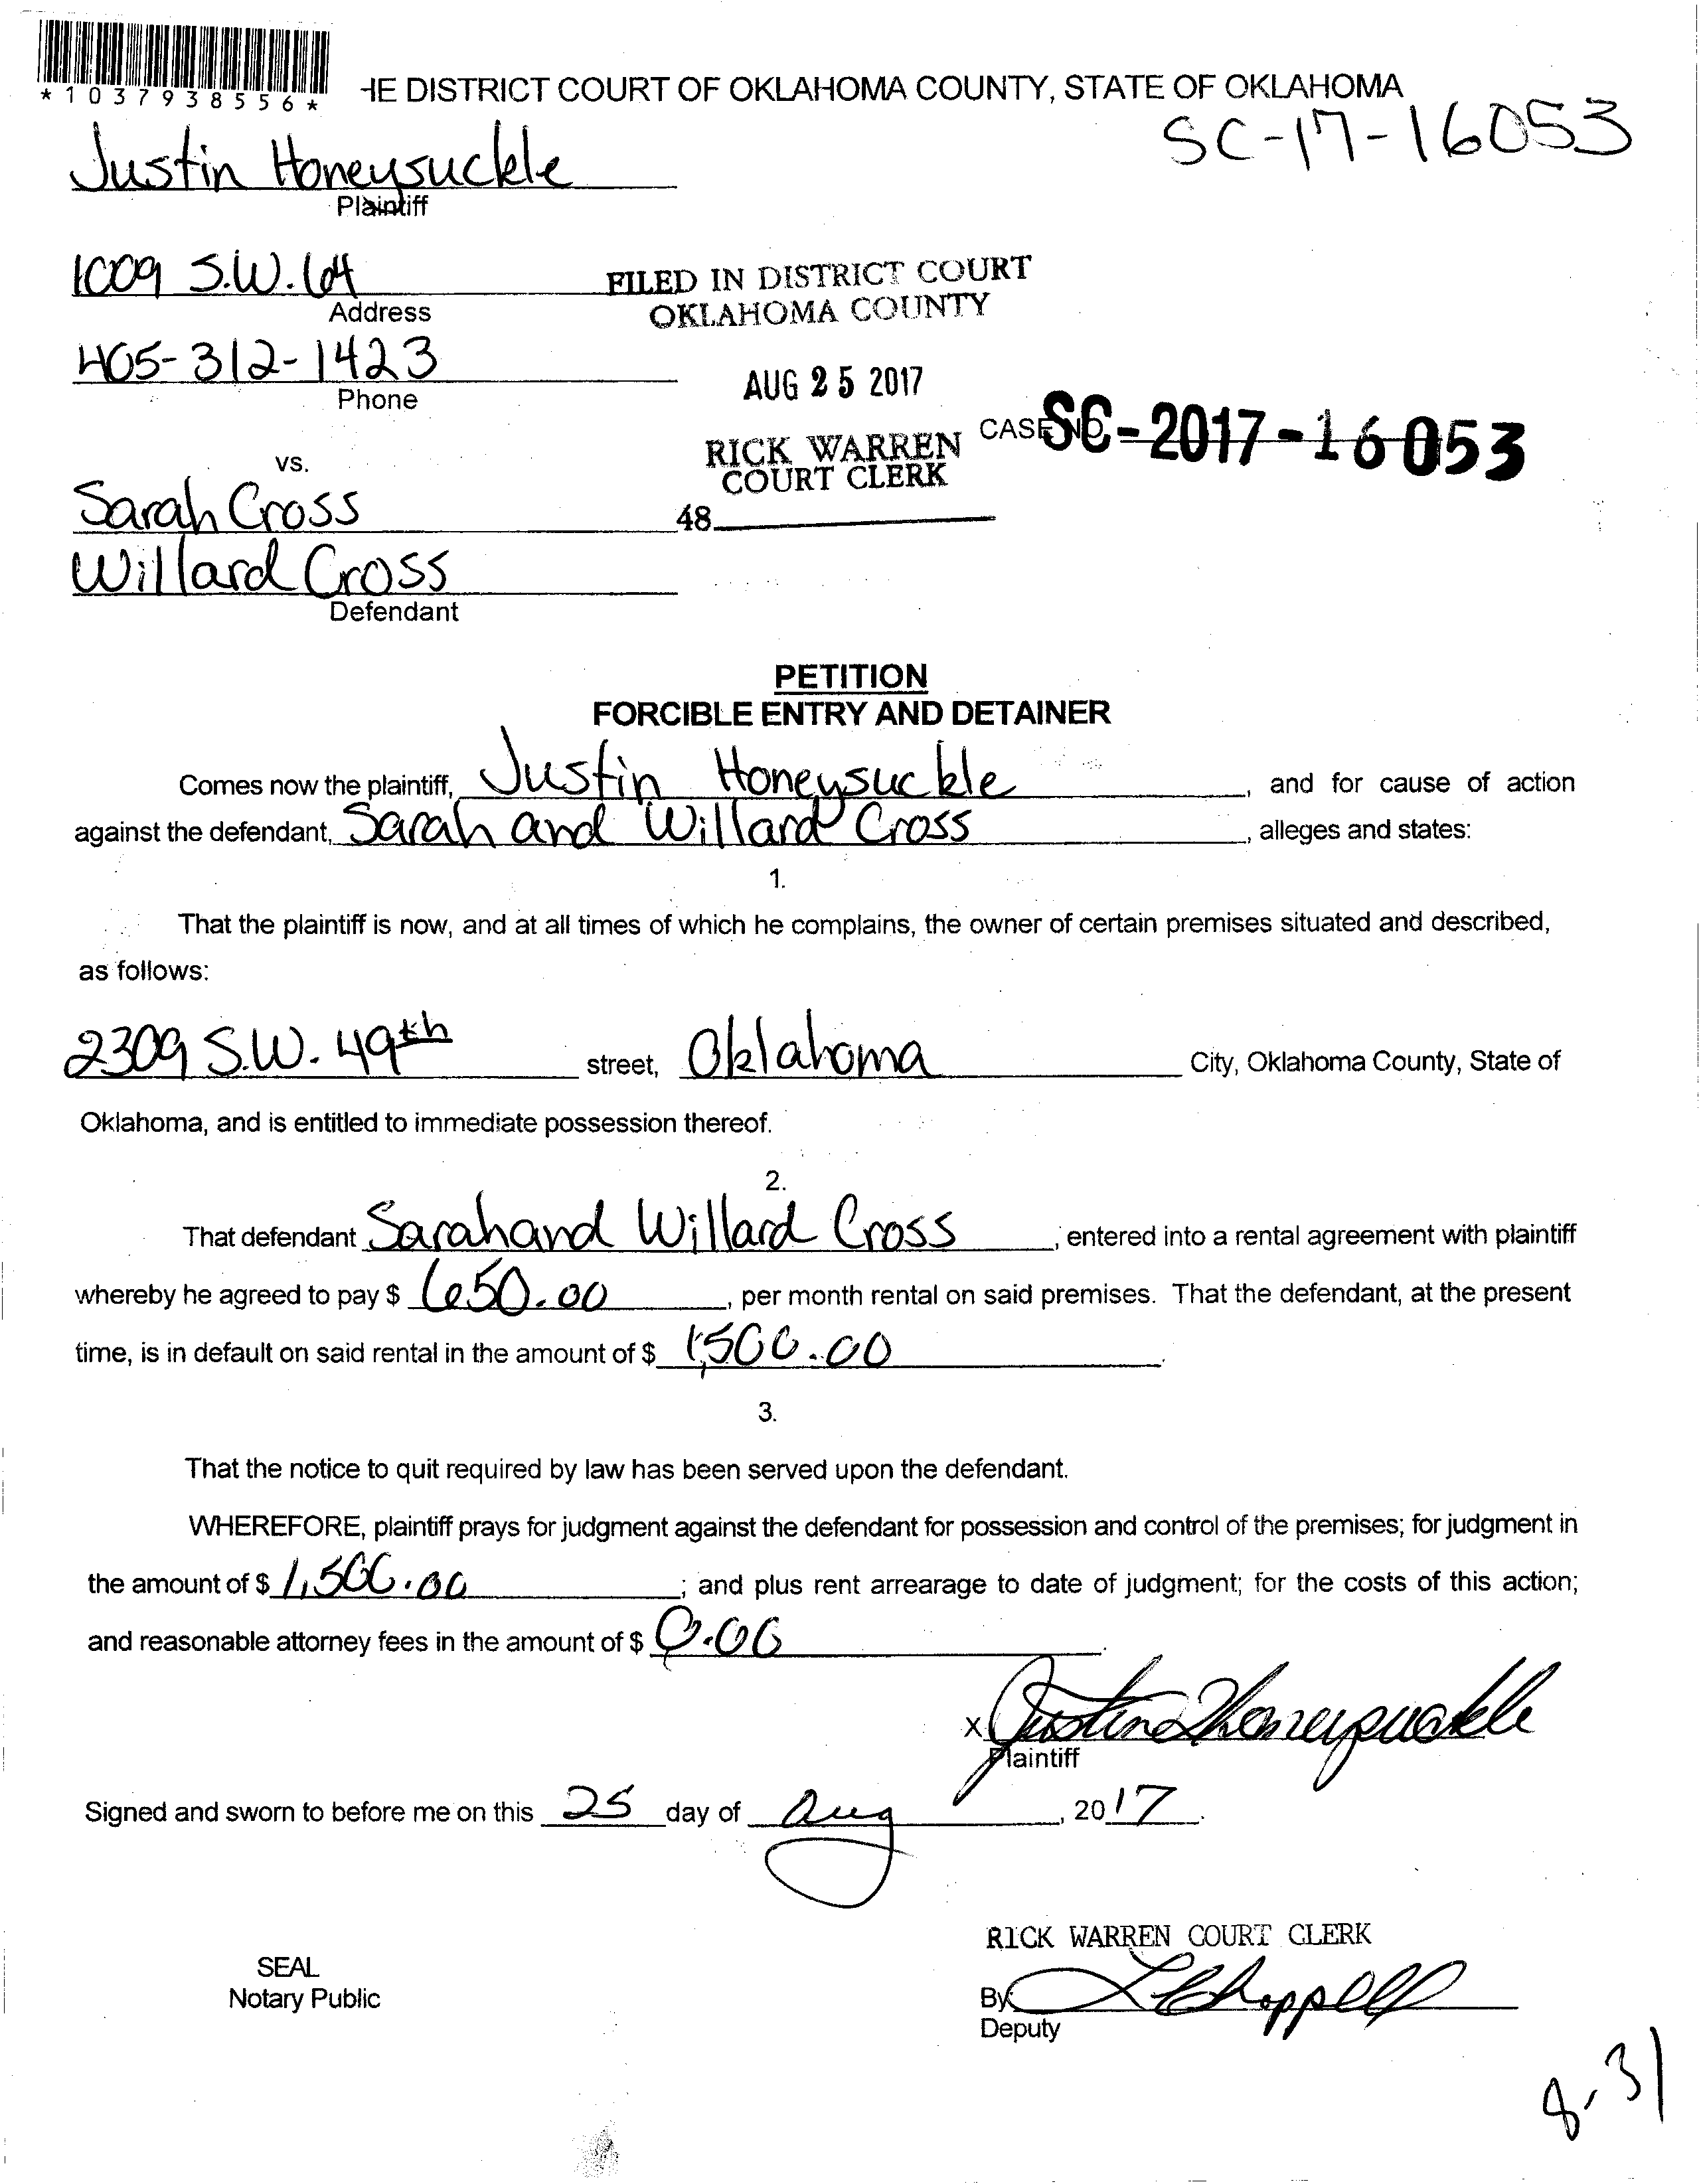 *1037938556*
HE DISTRICT COURT OF OKLAHOMA COUNTY, STATE OF OKLAHOMA
SC-17-16053
Justin Honeysuckle
Plaintiff
1009 S.W. 64
Address
FILED IN DISTRICT COURT
OKLAHOMA COUNTY
405-312-1423
Phone
AUG 25 2017
RICK WARREN
COURT CLERK
CASE NO. SC-2017-16053
vs.
Sarah Cross
48
Willard Cross
Defendant
PETITION
FORCIBLE ENTRY AND DETAINER
Comes now the plaintiff, Justin Honeysuckle, and for cause of action
against the defendant, Sarah and Willard Cross, alleges and states:
1.
That the plaintiff is now, and at all times of which he complains, the owner of certain premises situated and described,
as follows:
2309 S.W. 49th street, Oklahoma City, Oklahoma County, State of
Oklahoma, and is entitled to immediate possession thereof.
2.
That defendant Sarah and Willard Cross, entered into a rental agreement with plaintiff
whereby he agreed to pay $ 650.00, per month rental on said premises. That the defendant, at the present
time, is in default on said rental in the amount of $ 1,500.00.
3.
That the notice to quit required by law has been served upon the defendant.
WHEREFORE, plaintiff prays for judgment against the defendant for possession and control of the premises; for judgment in
the amount of $ 1,500.00; and plus rent arrearage to date of judgment; for the costs of this action;
and reasonable attorney fees in the amount of $ 0.00.
X Justin Honeysuckle
Plaintiff
Signed and sworn to before me on this 25 day of Aug, 2017.
RICK WARREN COURT CLERK
SEAL
Notary Public
By L Chappell
Deputy
8-31